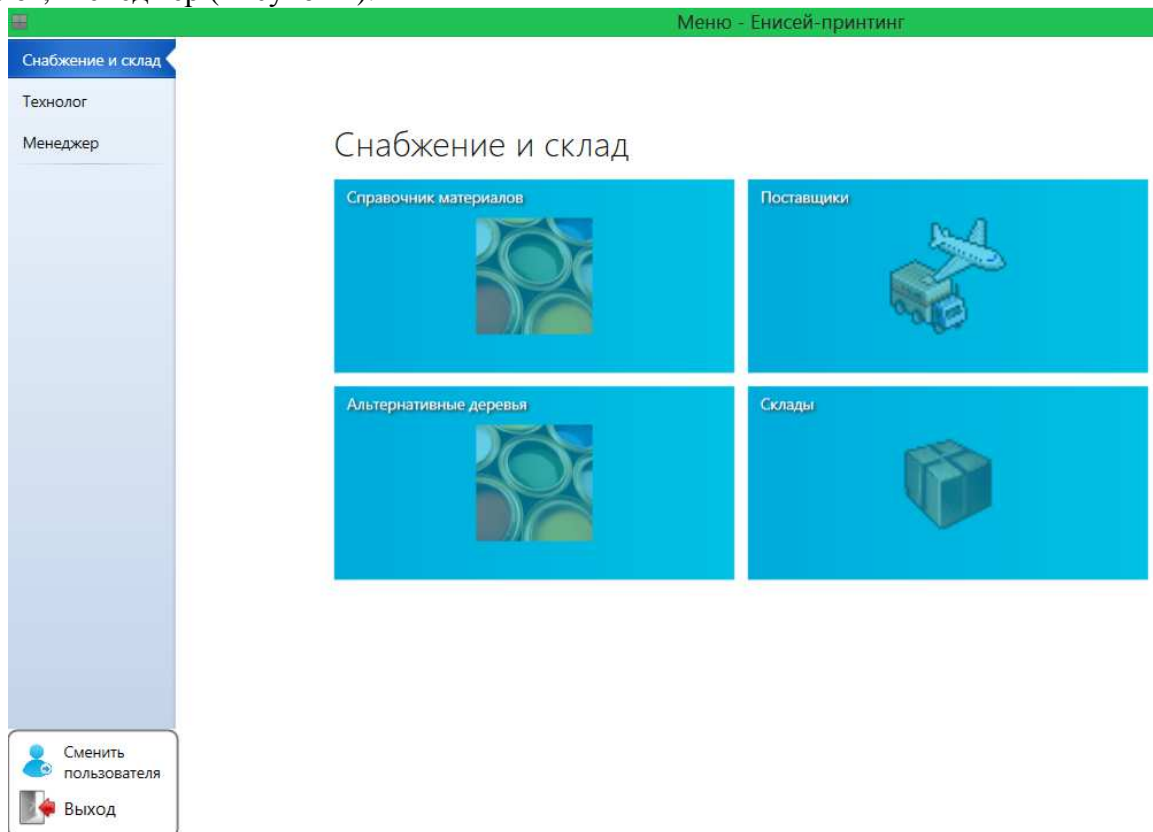 Меню - Енисей-принтинг
Снабжение и склад
Технолог
Менеджер
Снабжение и склад
Справочник материалов
Поставщики
Альтернативные деревья
Склады
Сменить
пользователя
Выход